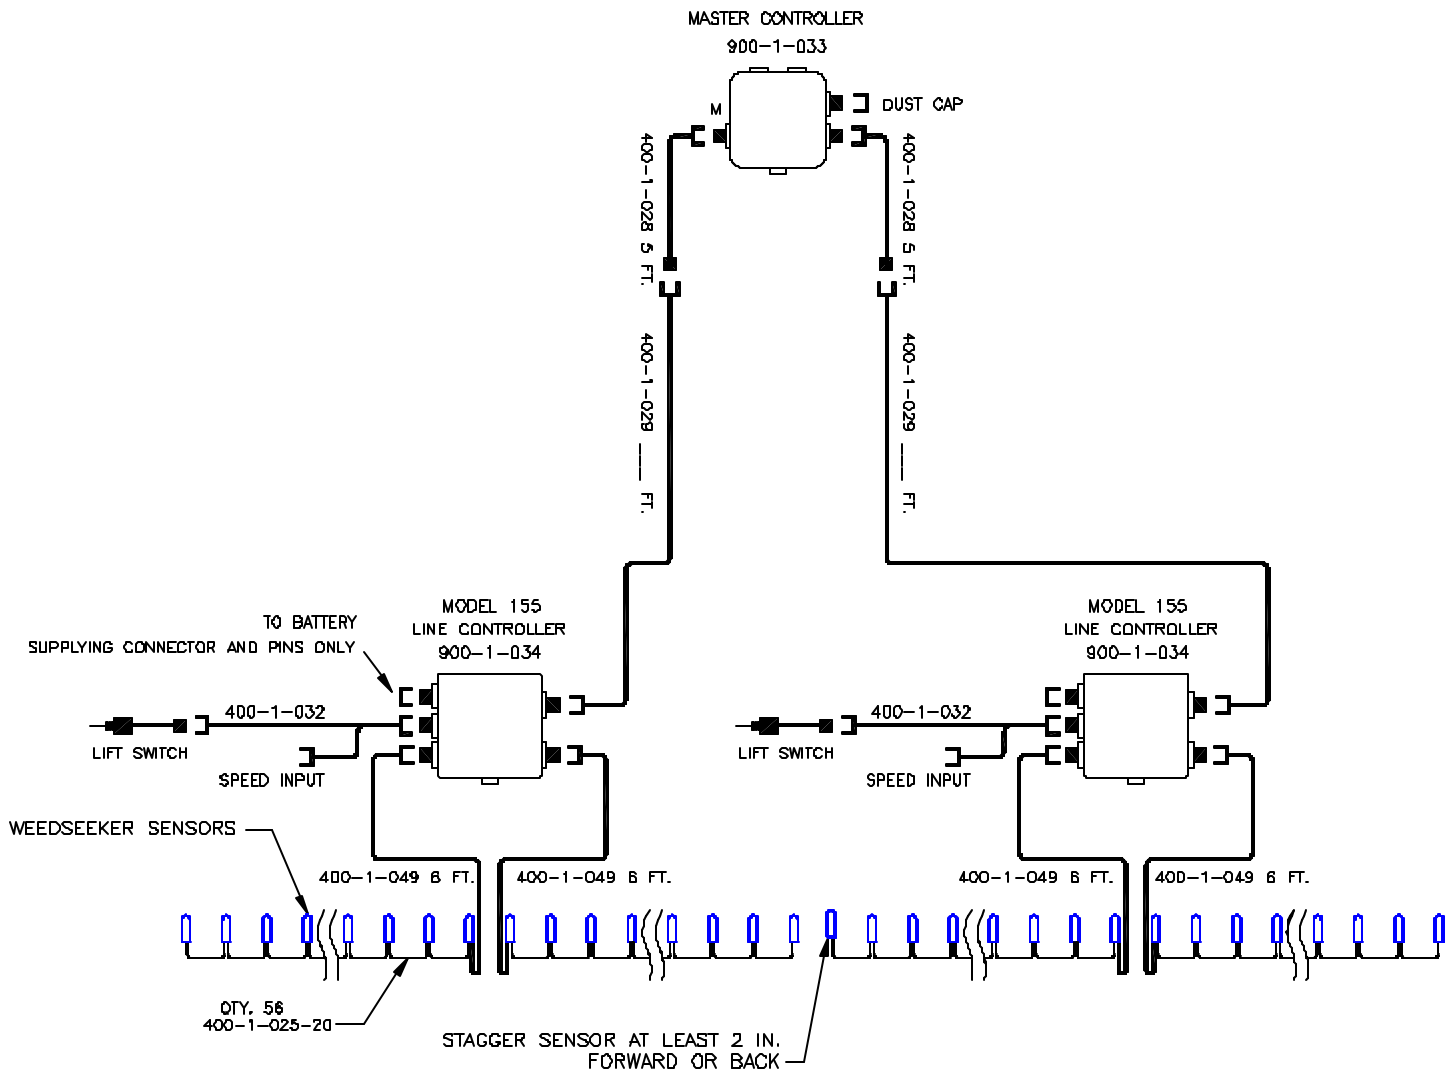 MASTER CONTROLLER
900-1-033
M
DUST CAP
400-1-028 5 FT.
400-1-028 5 FT.
400-1-029 ____ FT.
400-1-029 ____ FT.
TO BATTERY
SUPPLYING CONNECTOR AND PINS ONLY
MODEL 155
LINE CONTROLLER
900-1-034
MODEL 155
LINE CONTROLLER
900-1-034
400-1-032
LIFT SWITCH
SPEED INPUT
400-1-032
LIFT SWITCH
SPEED INPUT
WEEDSEEKER SENSORS
400-1-049 6 FT.
400-1-049 6 FT.
400-1-049 6 FT.
400-1-049 6 FT.
QTY. 56
400-1-025-20
STAGGER SENSOR AT LEAST 2 IN.
FORWARD OR BACK